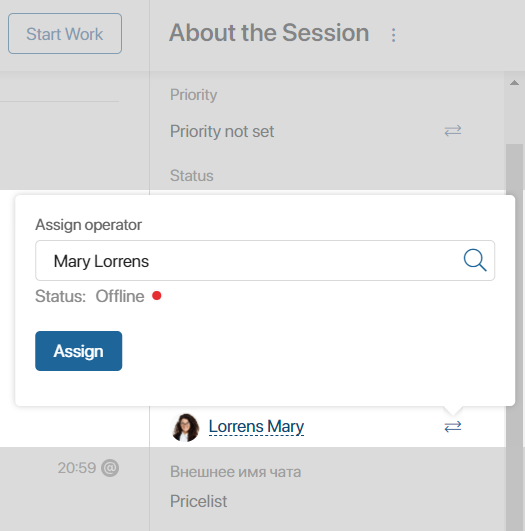 Start Work
About the Session
Priority
Priority not set
Status
Assign operator
Mary Lorrens
Status: Offline
Assign
Lorrens Mary
20:59 @
Внешнее имя чата
Pricelist